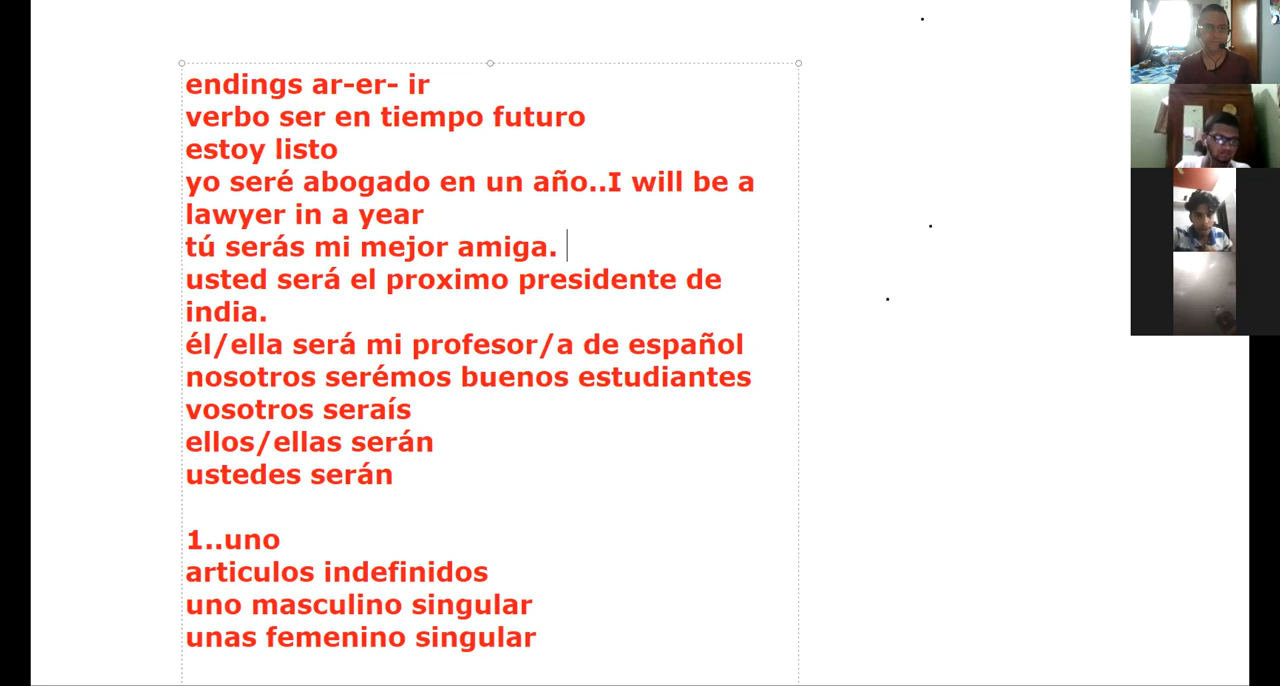 endings ar-er- ir
verbo ser en tiempo futuro
estoy listo
yo seré abogado en un año..I will be a
lawyer in a year
tú serás mi mejor amiga.
usted será el proximo presidente de
india.
él/ella será mi profesor/a de español
nosotros serémos buenos estudiantes
vosotros seraís
ellos/ellas serán
ustedes serán
1..uno
articulos indefinidos
uno masculino singular
unas femenino singular